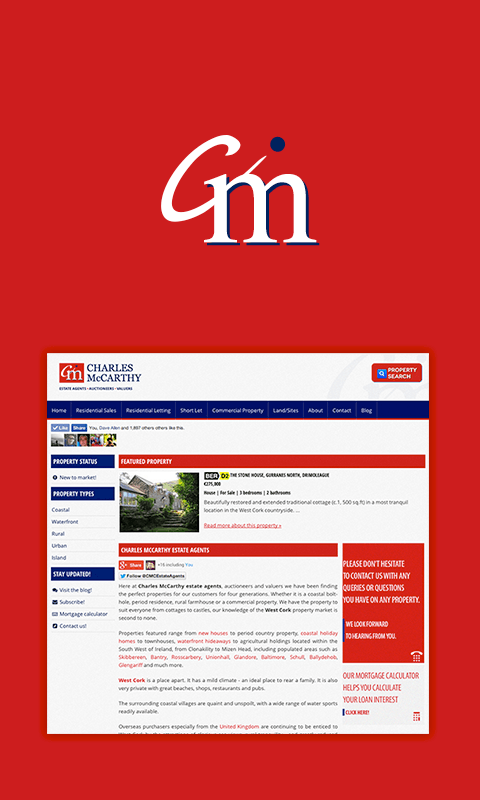 Cm
Cm CHARLES
McCARTHY
ESTATE AGENTS • AUCTIONEERS • VALUERS
PROPERTY
SEARCH
Home Residential Sales Residential Letting Short Let Commercial Property Land/Sites About Contact Blog
Like Share You, Dave Allen and 1,897 others others like this.
PROPERTY STATUS
New to market!
PROPERTY TYPES
Coastal
Waterfront
Rural
Urban
Island
STAY UPDATED!
Visit the blog!
Subscribe!
Mortgage calculator
Contact us!
FEATURED PROPERTY
BER D2 THE STONE HOUSE, GURRANES NORTH, DRIMOLEAGUE
€275,000
House | For Sale | 3 bedrooms | 2 bathrooms
Beautifully restored and extended traditional cottage (c.1, 500 sq.ft) in a most tranquil
location in the West Cork countryside. ...
Read more about this property »
CHARLES MCCARTHY ESTATE AGENTS
Share +16 including You
Follow @CMCEstateAgents
Here at Charles McCarthy estate agents, auctioneers and valuers we have been finding
the perfect properties for our customers for four generations. Whether it is a coastal bolt-
hole, period residence, rural farmhouse or a commercial property. We have the property to
suit everyone from cottages to castles, our knowledge of the West Cork property market is
second to none.
Properties featured range from new houses to period country property, coastal holiday
homes to townhouses, waterfront hideaways to agricultural holdings located within the
South West of Ireland, from Clonakilty to Mizen Head, including populated areas such as
Skibbereen, Bantry, Rosscarbery, Unionhall, Glandore, Baltimore, Schull, Ballydehob,
Glengariff and much more.
West Cork is a place apart. It has a mild climate - an ideal place to rear a family. It is also
very private with great beaches, shops, restaurants and pubs.
The surrounding coastal villages are quaint and unspoilt, with a wide range of water sports
readily available.
Overseas purchasers especially from the United Kingdom are continuing to be enticed to
PLEASE DON'T HESITATE
TO CONTACT US WITH ANY
QUERIES OR QUESTIONS
YOU HAVE ON ANY PROPERTY.
WE LOOK FORWARD
TO HEARING FROM YOU.
OUR MORTGAGE CALCULATOR
HELPS YOU CALCULATE
YOUR LOAN INTEREST
CLICK HERE!